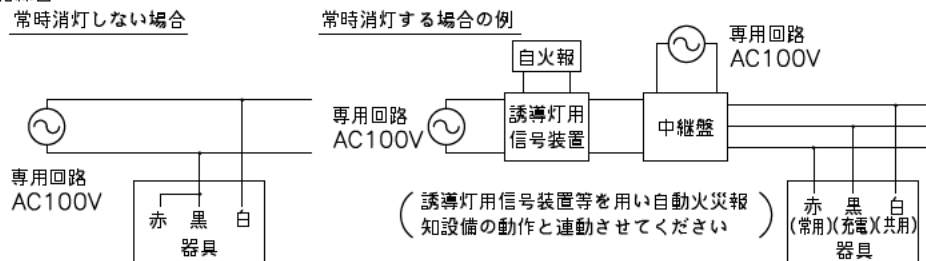 常時消灯しない場合
専用回路
AC100V
赤 黒 白
器具
常時消灯する場合の例
自火報
専用回路
AC100V
誘導灯用
信号装置
中継盤
専用回路
AC100V
誘導灯用信号装置等を用い自動火災報
知設備の動作と連動させてください
赤 黒 白
(常用)(充電)(共用)
器具